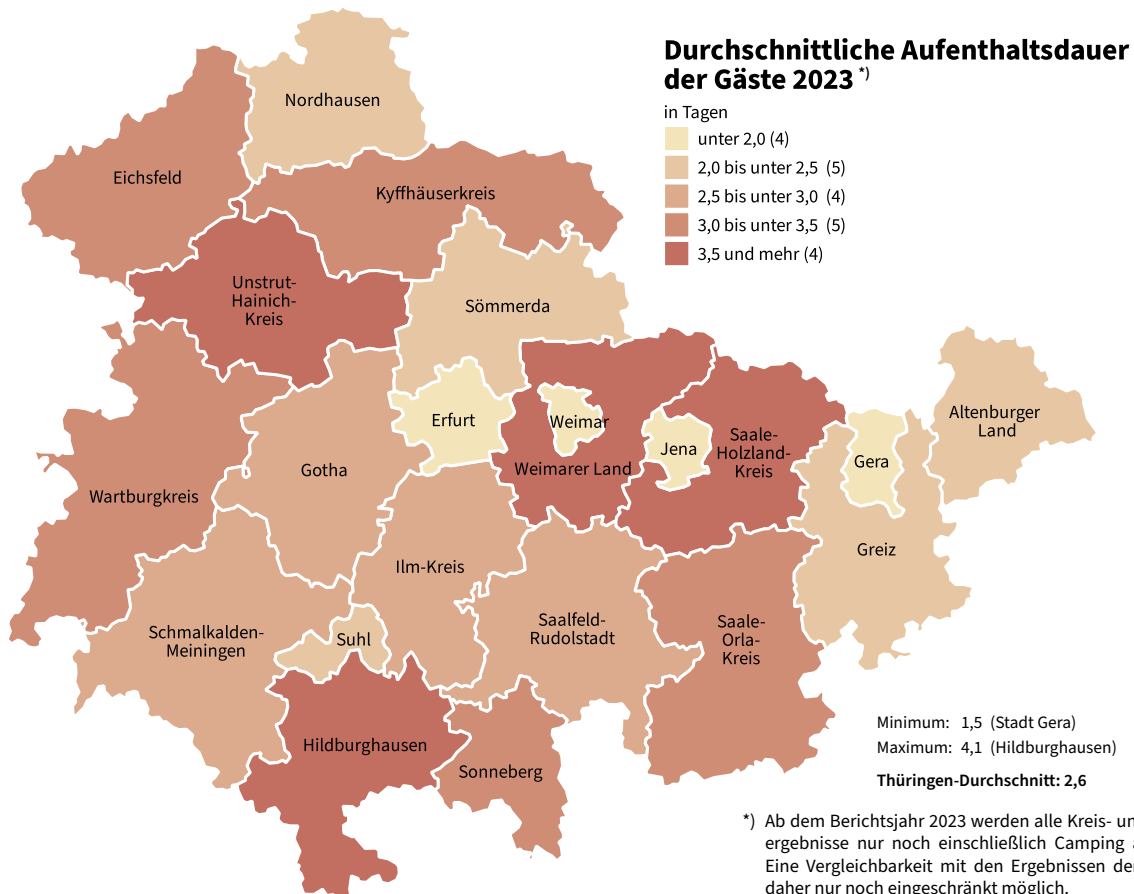 Durchschnittliche Aufenthaltsdauer
der Gäste 2023 *)
in Tagen
unter 2,0 (4)
2,0 bis unter 2,5 (5)
2,5 bis unter 3,0 (4)
3,0 bis unter 3,5 (5)
3,5 und mehr (4)
Nordhausen
Eichsfeld
Kyffhäuserkreis
Unstrut-
Hainich-
Kreis
Sömmerda
Erfurt
Weimar
Weimarer Land
Jena
Saale-
Holzland-
Kreis
Gera
Altenburger
Land
Gotha
Wartburgkreis
Ilm-Kreis
Greiz
Schmalkalden-
Meiningen
Suhl
Saalfeld-
Rudolstadt
Saale-
Orla-
Kreis
Hildburghausen
Sonneberg
Minimum: 1,5 (Stadt Gera)
Maximum: 4,1 (Hildburghausen)
Thüringen-Durchschnitt: 2,6
*) Ab dem Berichtsjahr 2023 werden alle Kreis- un
ergebnisse nur noch einschließlich Camping
Eine Vergleichbarkeit mit den Ergebnissen der
daher nur noch eingeschränkt möglich.